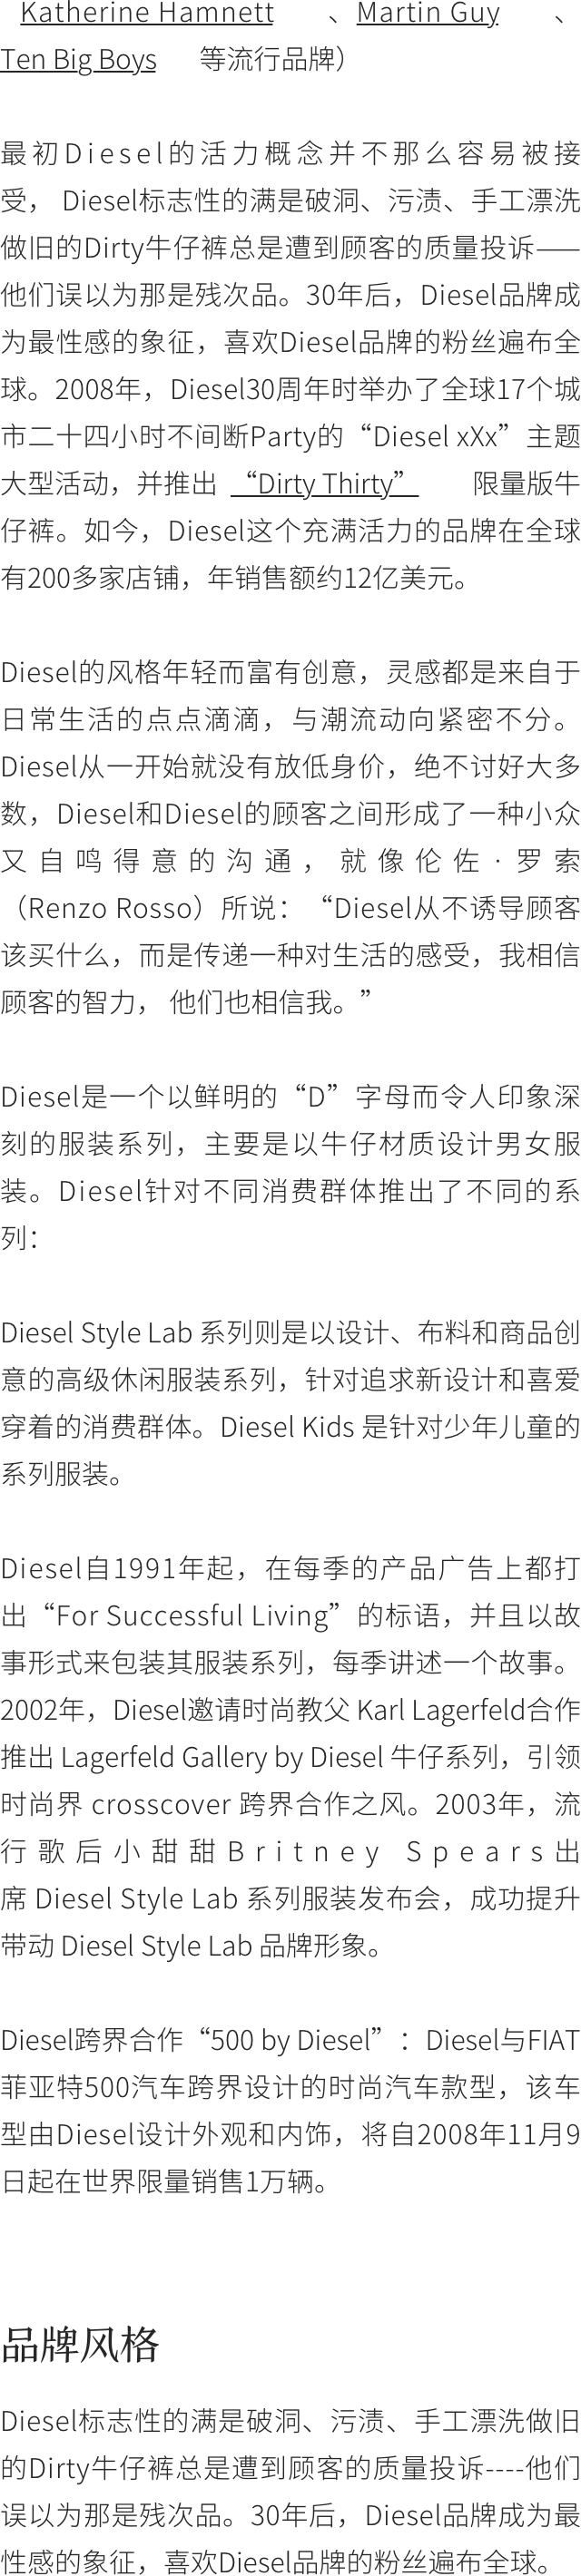 Katherine Hamnett 、Martin Guy 、
Ten Big Boys 等流行品牌）
最初Diesel的活力概念并不那么容易被接
受， Diesel标志性的满是破洞、污渍、手工漂洗
做旧的Dirty牛仔裤总是遭到顾客的质量投诉——
他们误以为那是残次品。30年后，Diesel品牌成
为最性感的象征，喜欢Diesel品牌的粉丝遍布全
球。2008年，Diesel30周年时举办了全球17个城
市二十四小时不间断Party的“Diesel xXx”主题
大型活动，并推出 “Dirty Thirty” 限量版牛
仔裤。如今，Diesel这个充满活力的品牌在全球
有200多家店铺，年销售额约12亿美元。
Diesel的风格年轻而富有创意，灵感都是来自于
日常生活的点点滴滴，与潮流动向紧密不分。
Diesel从一开始就没有放低身价，绝不讨好大多
数，Diesel和Diesel的顾客之间形成了一种小众
又自鸣得意的沟通，就像伦佐·罗索
（Renzo Rosso）所说：“Diesel从不诱导顾客
该买什么，而是传递一种对生活的感受，我相信
顾客的智力， 他们也相信我。”
Diesel是一个以鲜明的“D”字母而令人印象深
刻的服装系列，主要是以牛仔材质设计男女服
装。Diesel针对不同消费群体推出了不同的系
列：
Diesel Style Lab 系列则是以设计、布料和商品创
意的高级休闲服装系列，针对追求新设计和喜爱
穿着的消费群体。Diesel Kids 是针对少年儿童的
系列服装。
Diesel自1991年起，在每季的产品广告上都打
出“For Successful Living”的标语，并且以故
事形式来包装其服装系列，每季讲述一个故事。
2002年，Diesel邀请时尚教父 Karl Lagerfeld合作
推出 Lagerfeld Gallery by Diesel 牛仔系列，引领
时尚界 crosscover 跨界合作之风。2003年，流
行歌后小甜甜Britney Spears出
席 Diesel Style Lab 系列服装发布会，成功提升
带动 Diesel Style Lab 品牌形象。
Diesel跨界合作“500 by Diesel”：Diesel与FIAT
菲亚特500汽车跨界设计的时尚汽车款型，该车
型由Diesel设计外观和内饰，将自2008年11月9
日起在世界限量销售1万辆。
品牌风格
Diesel标志性的满是破洞、污渍、手工漂洗做旧
的Dirty牛仔裤总是遭到顾客的质量投诉----他们
误以为那是残次品。30年后，Diesel品牌成为最
性感的象征，喜欢Diesel品牌的粉丝遍布全球。